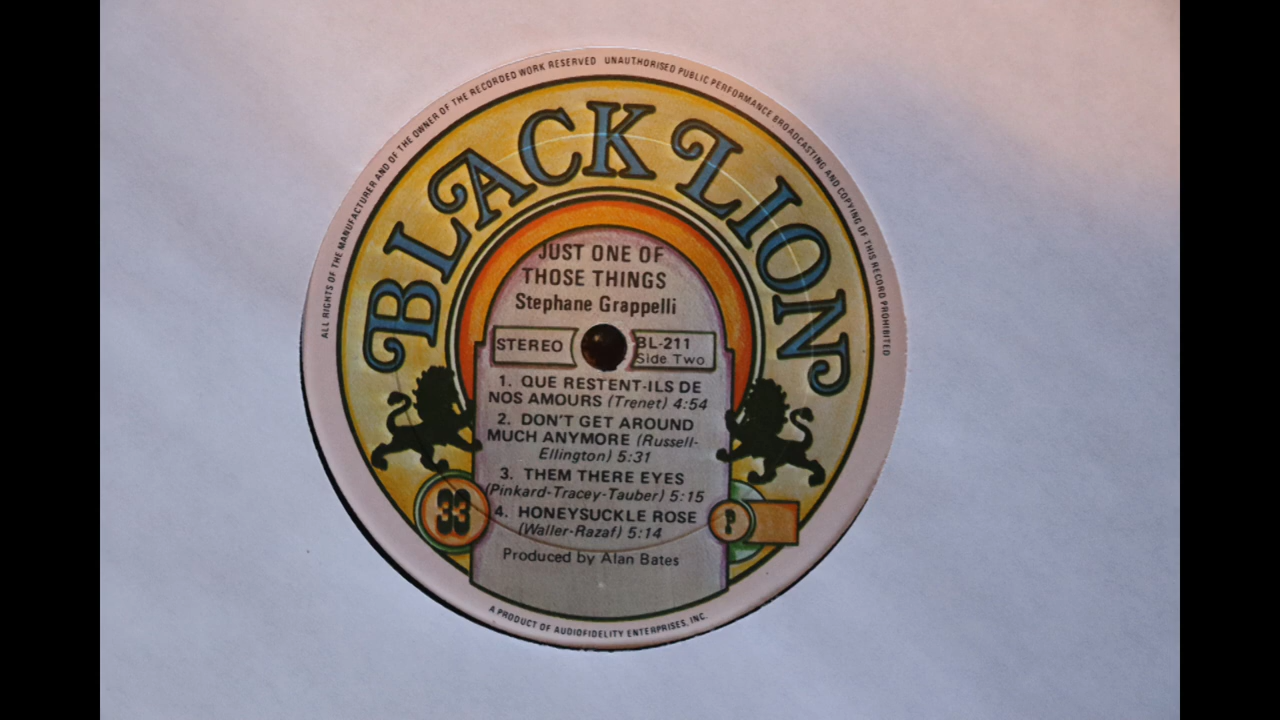 ALL RIGHTS OF THE MANUFACTURER AND OF THE OWNER OF THE RECORDED WORK RESERVED UNAUTHORISED PUBLIC PERFORMANCE BROADCASTING AND COPYING OF THIS RECORD PROHIBITED
BLACK LION
JUST ONE OF
THOSE THINGS
Stephane Grappelli
STEREO
BL-211
Side Two
1. QUE RESTENT-ILS DE
NOS AMOURS (Trenet) 4:54
2. DON'T GET AROUND
MUCH ANYMORE (Russell-
Ellington) 5:31
3. THEM THERE EYES
(Pinkard-Tracey-Tauber) 5:15
4. HONEYSUCKLE ROSE
(Waller-Razaf) 5:14
33
P
Produced by Alan Bates
A PRODUCT OF AUDIOFIDELITY ENTERPRISES, INC.